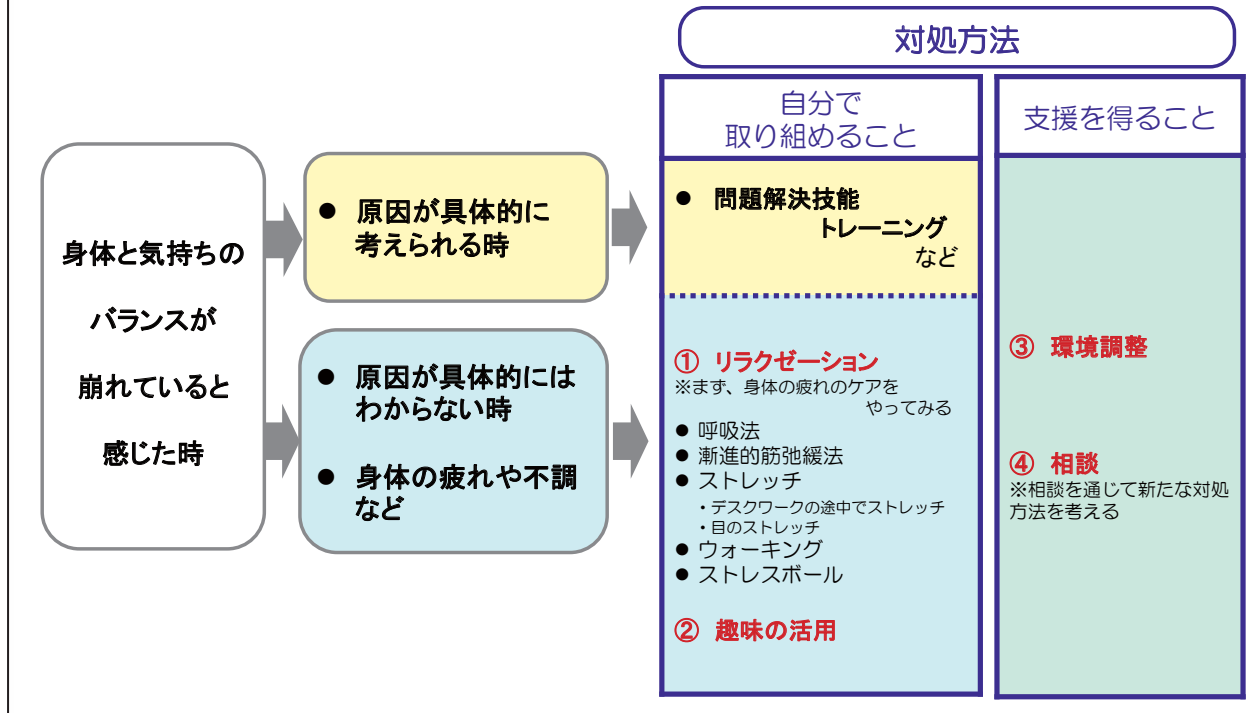 対処方法
自分で
取り組めること
支援を得ること
身体と気持ちの
バランスが
崩れていると
感じた時
● 原因が具体的に
考えられる時
● 原因が具体的には
わからない時
● 身体の疲れや不調
など
● 問題解決技能
トレーニング
など
① リラクゼーション
※まず、身体の疲れのケアを
やってみる
● 呼吸法
● 漸進的筋弛緩法
● ストレッチ
・デスクワークの途中でストレッチ
・目のストレッチ
● ウォーキング
● ストレスボール
② 趣味の活用
③ 環境調整
④ 相談
※相談を通じて新たな対処
方法を考える